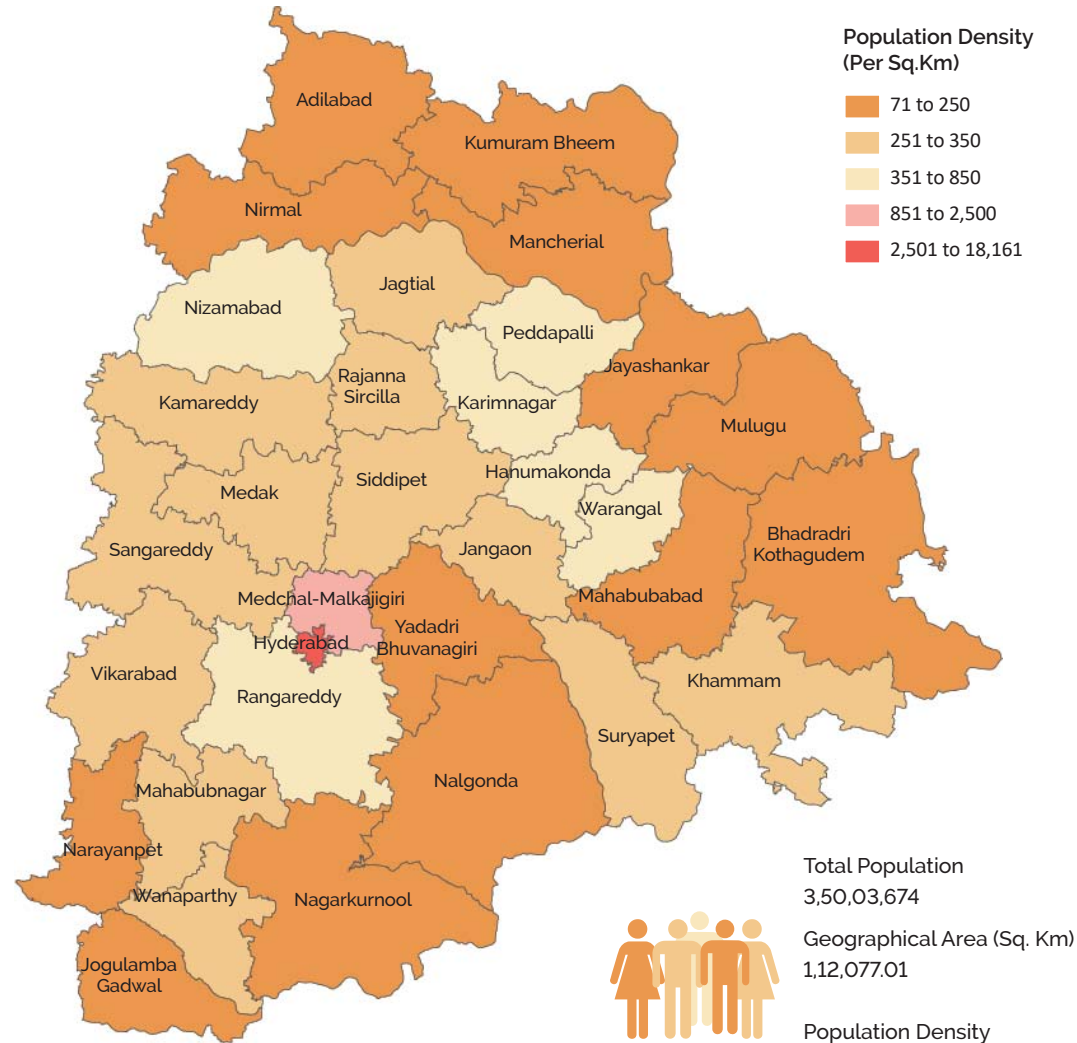 Population Density
(Per Sq.Km)
71 to 250
251 to 350
351 to 850
851 to 2,500
2,501 to 18,161
Adilabad
Kumuram Bheem
Nirmal
Mancherial
Jagtial
Nizamabad
Peddapalli
Jayashankar
Rajanna
Sircilla
Kamareddy
Karimnagar
Mulugu
Hanumakonda
Siddipet
Medak
Warangal
Bhadradri
Kothagudem
Sangareddy
Jangaon
Mahabubabad
Medchal-Malkajigiri
Yadadri
Bhuvanagiri
Hyderabad
Vikarabad
Khammam
Rangareddy
Suryapet
Nalgonda
Mahabubnagar
Narayanpet
Wanaparthy
Nagarkurnool
Jogulamba
Gadwal
Total Population
3,50,03,674
Geographical Area (Sq. Km)
1,12,077.01
Population Density